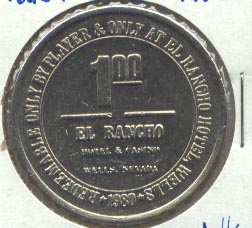 REDEEMABLE ONLY BY PLAYER & ONLY AT EL RANCHO HOTEL, WELLS
1 00
EL RANCHO
HOTEL & CASINO
WELLS, NEVADA
*1980*